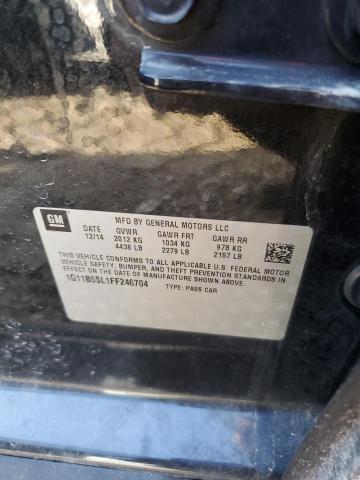 GM
MFD BY GENERAL MOTORS LLC
DATE GVWR GAWR FRT GAWR RR
12/14 2012 KG 1034 KG 978 KG
4436 LB 2279 LB 2157 LB
THIS VEHICLE CONFORMS TO ALL APPLICABLE U.S. FEDERAL MOTOR
VEHICLE SAFETY, BUMPER, AND THEFT PREVENTION STANDARDS
IN EFFECT ON THE DATE OF MANUFACTURE SHOWN ABOVE.
1G11B5SL1FF246704 TYPE: PASS CAR